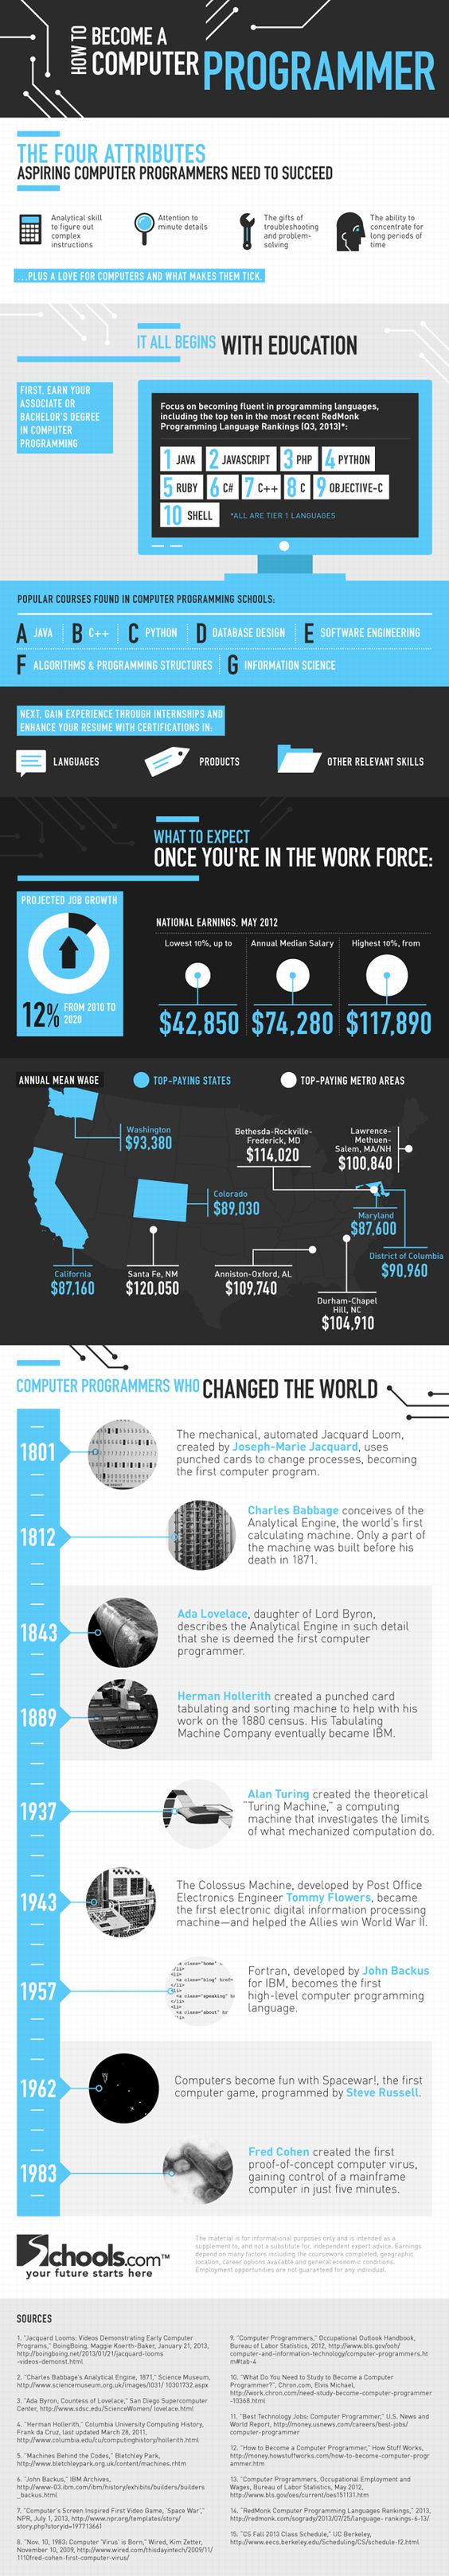 HOW TO
BECOME A
COMPUTER PROGRAMMER
THE FOUR ATTRIBUTES
ASPIRING COMPUTER PROGRAMMERS NEED TO SUCCEED
Analytical skill
to figure out
complex
instructions
Attention to
minute details
The gifts of
troubleshooting
and problem-
solving
The ability to
concentrate for
long periods of
time
...PLUS A LOVE FOR COMPUTERS AND WHAT MAKES THEM TICK.
IT ALL BEGINS WITH EDUCATION
FIRST, EARN YOUR
ASSOCIATE OR
BACHELOR'S DEGREE
IN COMPUTER
PROGRAMMING
Focus on becoming fluent in programming languages,
including the top ten in the most recent RedMonk
Programming Language Rankings (Q3, 2013)*:
1 JAVA 2 JAVASCRIPT 3 PHP 4 PYTHON
5 RUBY 6 C# 7 C++ 8 C 9 OBJECTIVE-C
10 SHELL *ALL ARE TIER 1 LANGUAGES
POPULAR COURSES FOUND IN COMPUTER PROGRAMMING SCHOOLS:
A JAVA B C++ C PYTHON D DATABASE DESIGN E SOFTWARE ENGINEERING
F ALGORITHMS & PROGRAMMING STRUCTURES G INFORMATION SCIENCE
NEXT, GAIN EXPERIENCE THROUGH INTERNSHIPS AND
ENHANCE YOUR RESUME WITH CERTIFICATIONS IN:
LANGUAGES PRODUCTS OTHER RELEVANT SKILLS
WHAT TO EXPECT
ONCE YOU'RE IN THE WORK FORCE:
PROJECTED JOB GROWTH
12% FROM 2010 TO
2020
NATIONAL EARNINGS, MAY 2012
Lowest 10%, up to Annual Median Salary Highest 10%, from
$42,850 $74,280 $117,890
ANNUAL MEAN WAGE TOP-PAYING STATES TOP-PAYING METRO AREAS
Washington
$93,380
Bethesda-Rockville-
Frederick, MD
$114,020
Lawrence-
Methuen-
Salem, MA/NH
$100,840
Colorado
$89,030
Maryland
$87,600
District of Columbia
$90,960
California
$87,160
Santa Fe, NM
$120,050
Anniston-Oxford, AL
$109,740
Durham-Chapel
Hill, NC
$104,910
COMPUTER PROGRAMMERS WHO CHANGED THE WORLD
1801
The mechanical, automated Jacquard Loom,
created by Joseph-Marie Jacquard, uses
punched cards to change processes, becoming
the first computer program.
1812
Charles Babbage conceives of the
Analytical Engine, the world's first
calculating machine. Only a part of
the machine was built before his
death in 1871.
1843
Ada Lovelace, daughter of Lord Byron,
describes the Analytical Engine in such detail
that she is deemed the first computer
programmer.
1889
Herman Hollerith created a punched card
tabulating and sorting machine to help with his
work on the 1880 census. His Tabulating
Machine Company eventually became IBM.
1937
Alan Turing created the theoretical
"Turing Machine," a computing
machine that investigates the limits
of what mechanized computation do.
1943
The Colossus Machine, developed by Post Office
Electronics Engineer Tommy Flowers, became
the first electronic digital information processing
machine—and helped the Allies win World War II.
1957
Fortran, developed by John Backus
for IBM, becomes the first
high-level computer programming
language.
1962
Computers become fun with Spacewar!, the first
computer game, programmed by Steve Russell.
1983
Fred Cohen created the first
proof-of-concept computer virus,
gaining control of a mainframe
computer in just five minutes.
Schools.com™
your future starts here
The material is for informational purposes only and is intended as a
supplement to, and not a substitute for, independent expert advice. Earnings
depend on many factors including the coursework completed, geographic
location, career options available and general economic conditions.
Employment opportunities are not guaranteed for any individual.
SOURCES
1. "Jacquard Looms: Videos Demonstrating Early Computer
Programs," BoingBoing, Maggie Koerth-Baker, January 21, 2013,
http://boingboing.net/2013/01/21/jacquard-looms
-videos-demonst.html
2. "Charles Babbage's Analytical Engine, 1871," Science Museum,
http://www.sciencemuseum.org.uk/images/I031/ 10301732.aspx
3. "Ada Byron, Countess of Lovelace," San Diego Supercomputer
Center, http://www.sdsc.edu/ScienceWomen/ lovelace.html
4. "Herman Hollerith," Columbia University Computing History,
Frank da Cruz, last updated March 28, 2011,
http://www.columbia.edu/cu/computinghistory/hollerith.html
5. "Machines Behind the Codes," Bletchley Park,
http://www.bletchleypark.org.uk/content/machines.rhtm
6. "John Backus," IBM Archives,
http://www-03.ibm.com/ibm/history/exhibits/builders/builders
_backus.html
7. "Computer's Screen Inspired First Video Game, 'Space War',"
NPR, July 1, 2013, http://www.npr.org/templates/story/
story.php?storyId=197713661
8. "Nov. 10, 1983: Computer 'Virus' is Born," Wired, Kim Zetter,
November 10, 2009, http://www.wired.com/thisdayintech/2009/11/
1110fred-cohen-first-computer-virus/
9. "Computer Programmers," Occupational Outlook Handbook,
Bureau of Labor Statistics, 2012, http://www.bls.gov/ooh/
computer-and-information-technology/computer-programmers.ht
m#tab-4
10. "What Do You Need to Study to Become a Computer
Programmer?", Chron.com, Elvis Michael,
http://work.chron.com/need-study-become-computer-programmer
-10368.html
11. "Best Technology Jobs: Computer Programmer," U.S. News and
World Report, http://money.usnews.com/careers/best-jobs/
computer-programmer
12. "How to Become a Computer Programmer," How Stuff Works,
http://money.howstuffworks.com/how-to-become-computer-progr
ammer.htm
13. "Computer Programmers, Occupational Employment and
Wages, Bureau of Labor Statistics, May 2012,
http://www.bls.gov/oes/current/oes151131.htm
14. "RedMonk Computer Programming Languages Rankings," 2013,
http://redmonk.com/sogrady/2013/07/25/language- rankings-6-13/
15. "CS Fall 2013 Class Schedule," UC Berkeley,
http://www.eecs.berkeley.edu/Scheduling/CS/schedule-f2.html